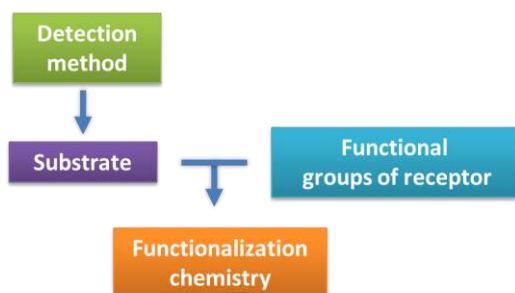 Detection
method
Substrate
Functional
groups of receptor
Functionalization
chemistry